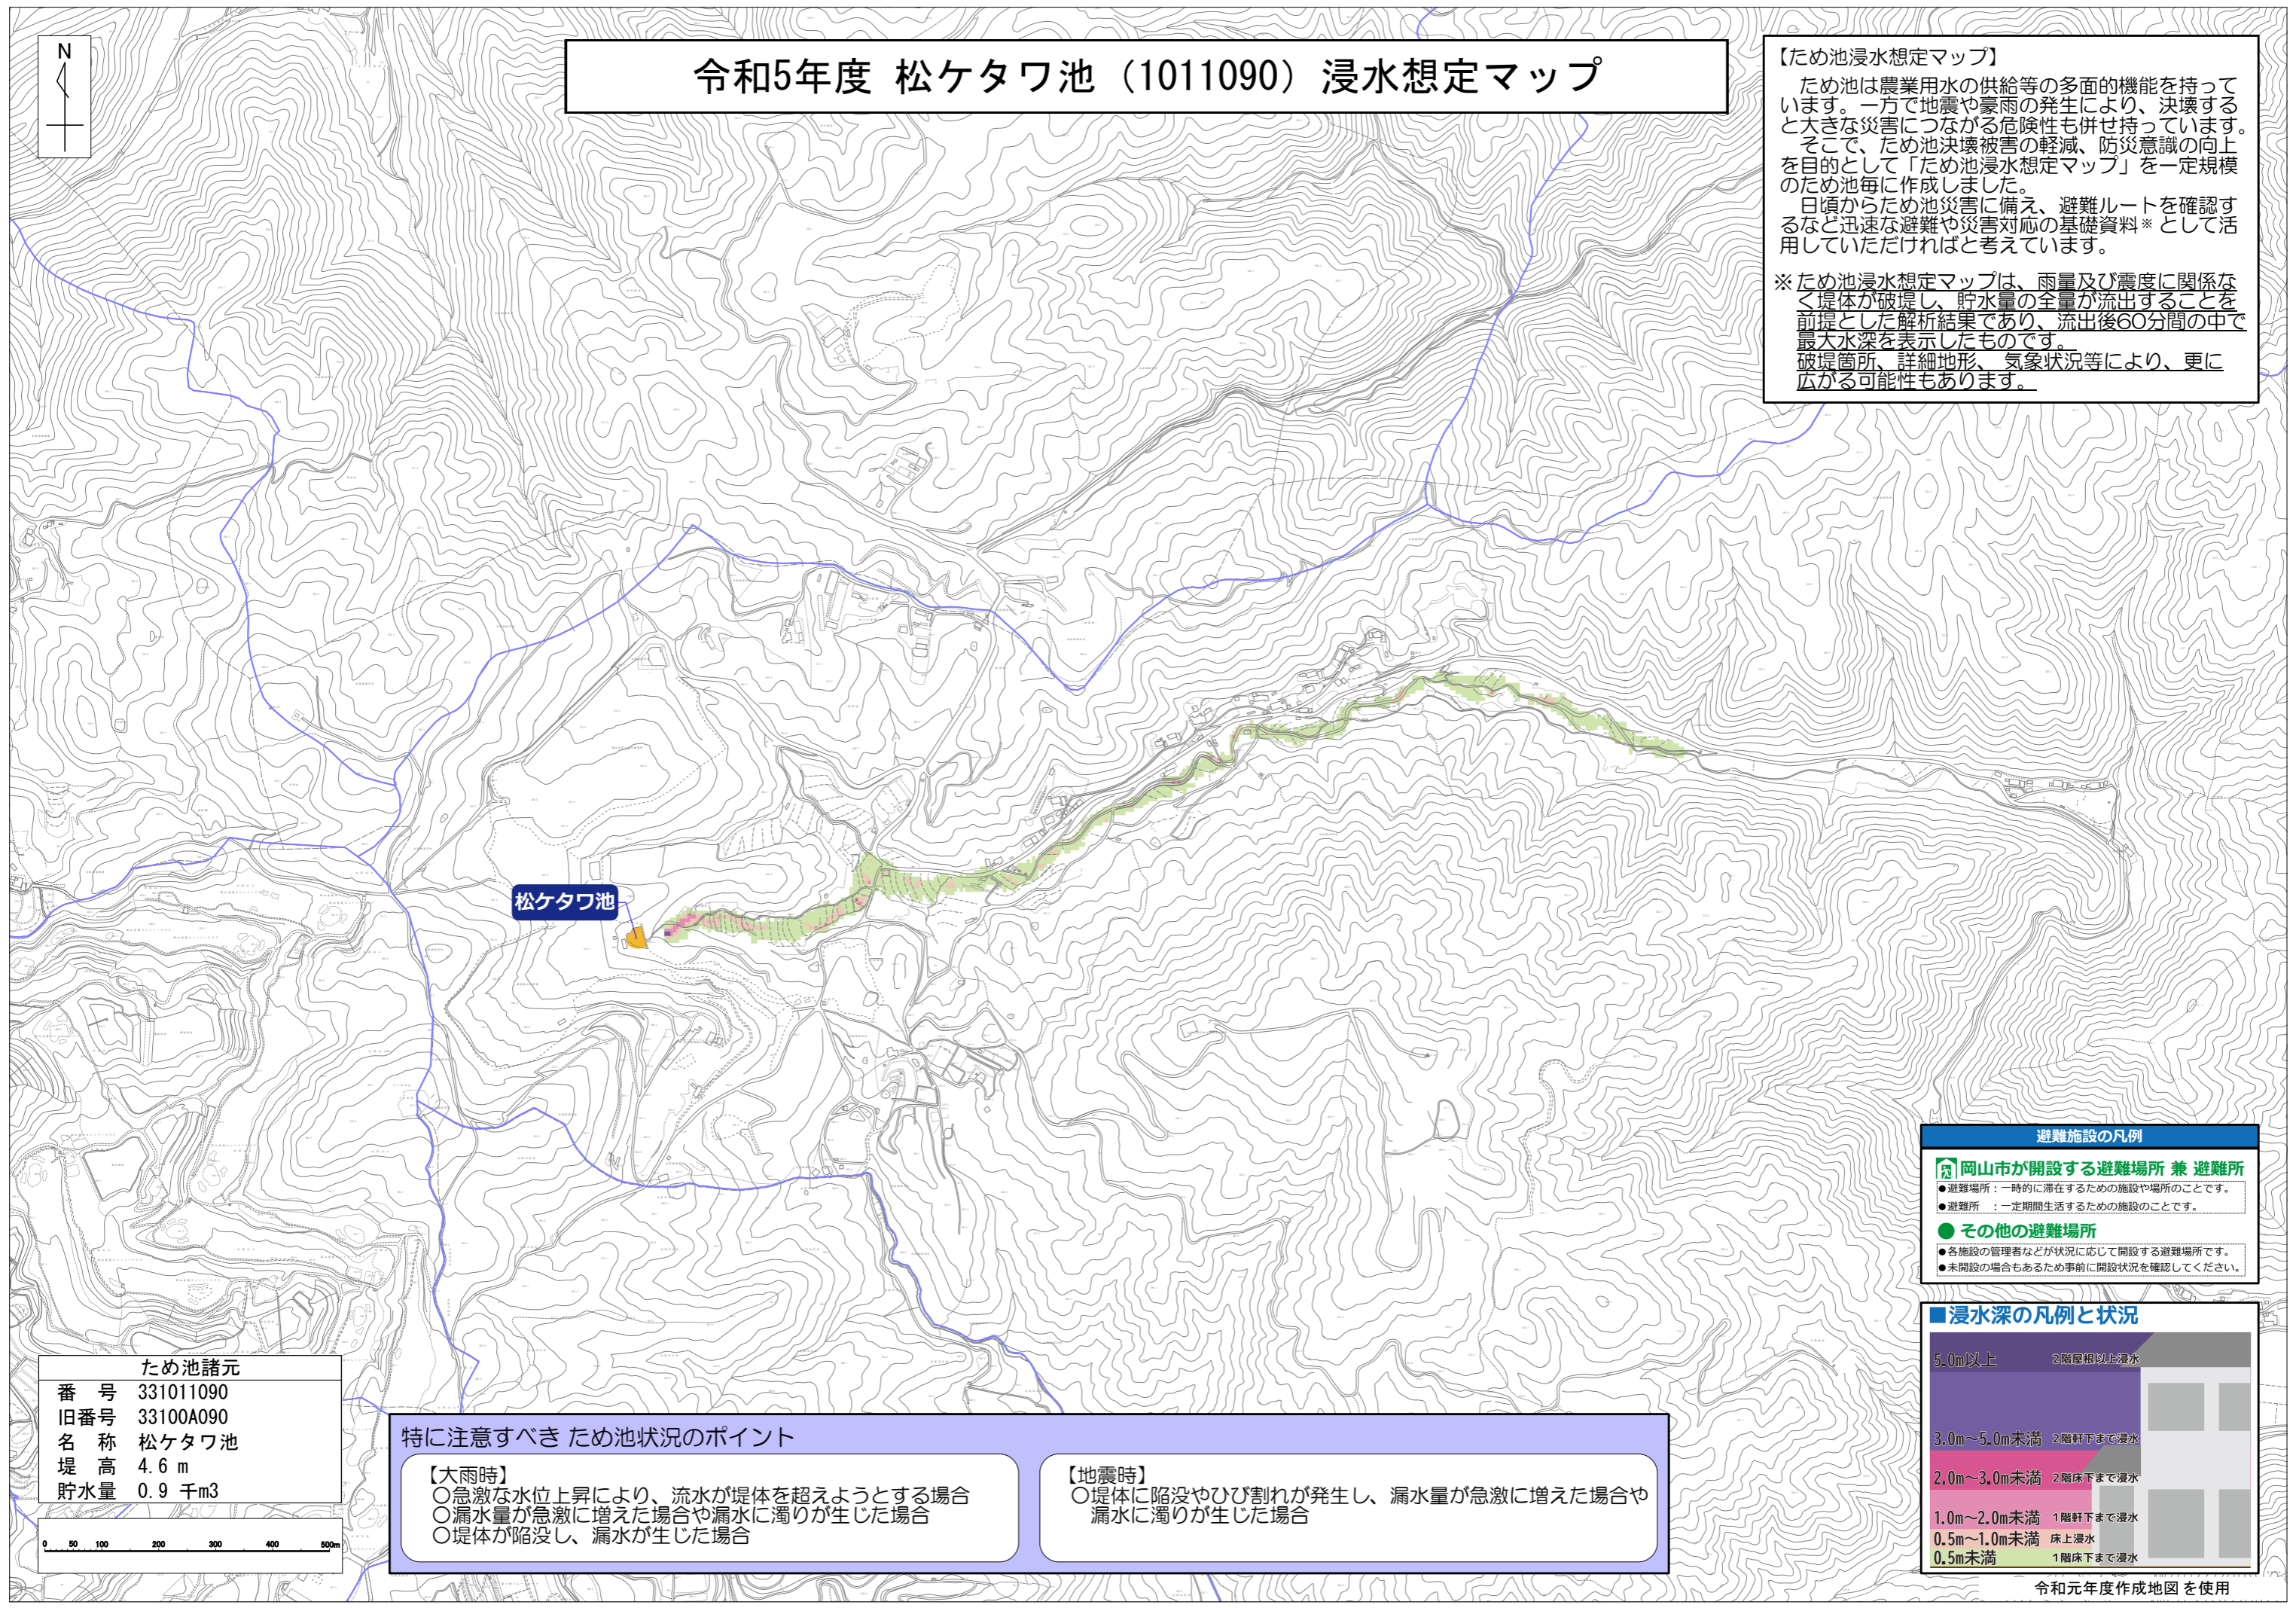 N
令和5年度 松ケタワ池（1011090）浸水想定マップ
【ため池浸水想定マップ】
ため池は農業用水の供給等の多面的機能を持って
います。一方で地震や豪雨の発生により、決壊する
と大きな災害につながる危険性も併せ持っています。
そこで、ため池決壊被害の軽減、防災意識の向上
を目的として「ため池浸水想定マップ」を一定規模
のため池毎に作成しました。
日頃からため池災害に備え、避難ルートを確認す
るなど迅速な避難や災害対応の基礎資料※として活
用していただければと考えています。
※ため池浸水想定マップは、雨量及び震度に関係な
く堤体が破堤し、貯水量の全量が流出することを
前提とした解析結果であり、流出後60分間の中で
最大水深を表示したものです。
破堤箇所、詳細地形、気象状況等により、更に
広がる可能性もあります。
松ケタワ池
避難施設の凡例
岡山市が開設する避難場所 兼 避難所
●避難場所：一時的に滞在するための施設や場所のことです。
●避難所　：一定期間生活するための施設のことです。
● その他の避難場所
●各施設の管理者などが状況に応じて開設する避難場所です。
●未開設の場合もあるため事前に開設状況を確認してください。
■浸水深の凡例と状況
5.0m以上 2階屋根以上浸水
3.0m～5.0m未満 2階軒下まで浸水
2.0m～3.0m未満 2階床下まで浸水
1.0m～2.0m未満 1階軒下まで浸水
0.5m～1.0m未満 床上浸水
0.5m未満 1階床下まで浸水
令和元年度作成地図を使用
ため池諸元
番　号 331011090
旧番号 33100A090
名　称 松ケタワ池
堤　高 4.6 m
貯水量 0.9 千m3
0 50 100 200 300 400 500m
特に注意すべき ため池状況のポイント
【大雨時】
○急激な水位上昇により、流水が堤体を超えようとする場合
○漏水量が急激に増えた場合や漏水に濁りが生じた場合
○堤体が陥没し、漏水が生じた場合
【地震時】
○堤体に陥没やひび割れが発生し、漏水量が急激に増えた場合や
漏水に濁りが生じた場合